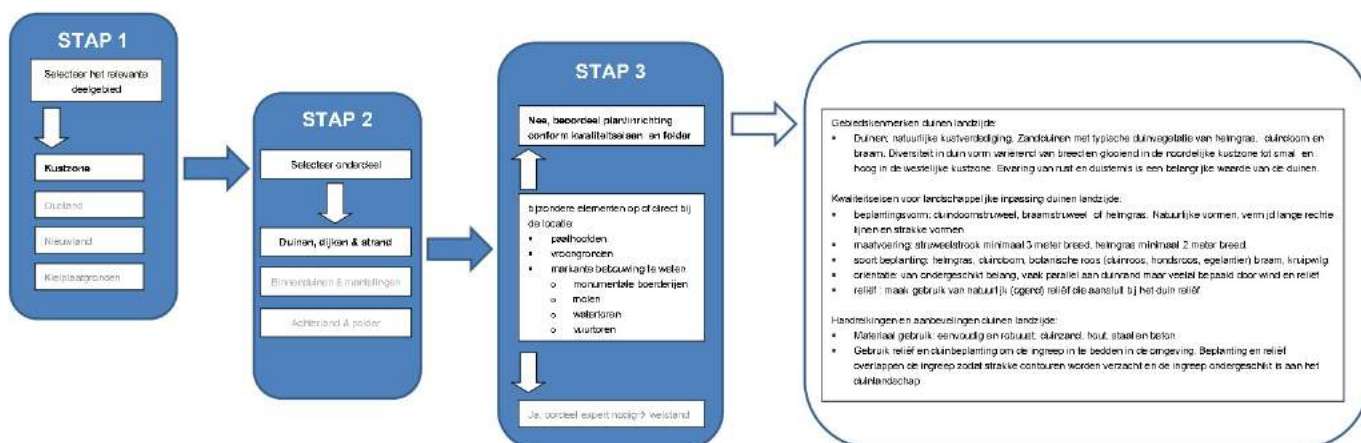 STAP 1
Selecteer het relevante
deelgebied
Kustzone
Oudland
Nieuwland
Kreekplaatgronden
STAP 2
Selecteer onderdeel
Duinen, dijken & strand
Binnenduinen & mantelingen
Achterland & polder
STAP 3
Nee, beoordeel plan/inrichting
conform kwaliteitseisen en folder
bijzondere elementen op of direct bij
de locatie:
• paalhoofden
• vroongronden
• markante bebouwing te weten
o monumentale boerderijen
o molen
o watertoren
o vuurtoren
Ja, oordeel expert nodig→ welstand
Gebiedskenmerken duinen landzijde:
• Duinen: natuurlijke kustverdediging. Zandduinen met typische duinvegetatie van helmgras, duindoorn en
braam. Diversiteit in duin vorm variërend van breed en glooiend in de noordelijke kustzone tot smal en
hoog in de westelijke kustzone. Ervaring van rust en duisternis is een belangrijke waarde van de duinen.
Kwaliteitseisen voor landschappelijke inpassing duinen landzijde:
• beplantingsvorm: duindoornstruweel, braamstruweel of helmgras. Natuurlijke vormen, vermijd lange rechte
lijnen en strakke vormen
• maatvoering: struweelstrook minimaal 3 meter breed, helmgras minimaal 2 meter breed
• soort beplanting: helmgras, duindoorn, botanische roos (duinroos, hondsroos, egelantier) braam, kruipwilg
• orientatie: van ondergeschikt belang, vaak parallel aan duinrand maar veelal bepaald door wind en reliëf
• reliëf : maak gebruik van natuurlijk (ogend) reliëf die aansluit bij het duin reliëf
Handreikingen en aanbevelingen duinen landzijde:
• Materiaal gebruik: eenvoudig en robuust, duinzand, hout, staal en beton
• Gebruik reliëf en duinbeplanting om de ingreep in te bedden in de omgeving. Beplanting en reliëf
overlappen de ingreep zodat strakke contouren worden verzacht en de ingreep ondergeschikt is aan het
duinlandschap